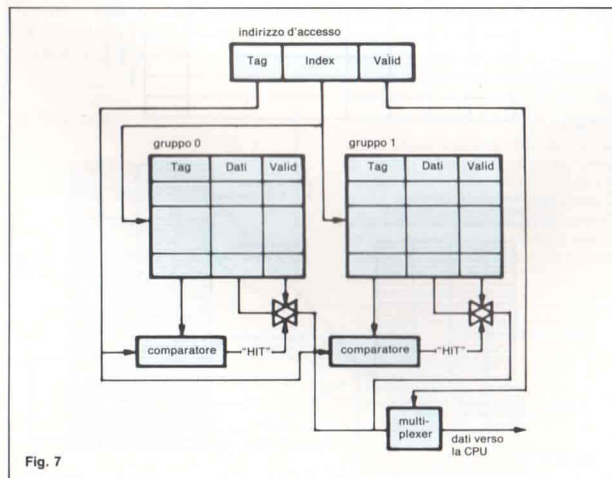 indirizzo d'accesso
Tag Index Valid
gruppo 0
Tag Dati Valid
gruppo 1
Tag Dati Valid
comparatore
"HIT"
comparatore
"HIT"
multi-
plexer
dati verso
la CPU
Fig. 7